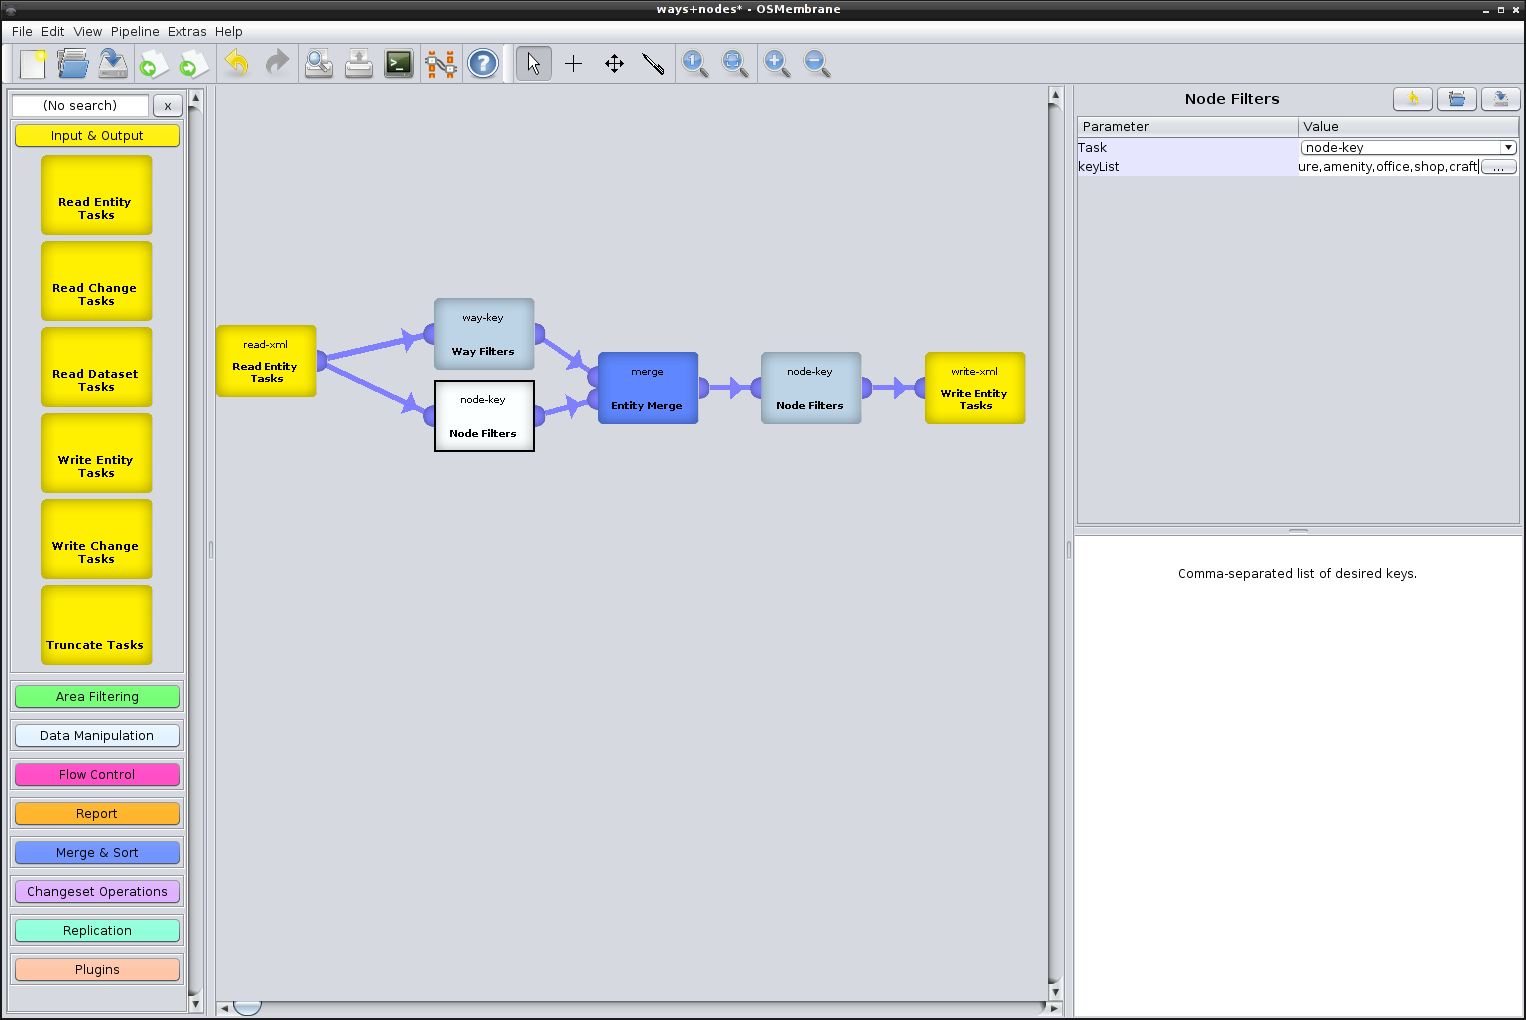 ways+nodes* - OSMembrane
File Edit View Pipeline Extras Help
(No search)
x
Input & Output
Read Entity
Tasks
Read Change
Tasks
Read Dataset
Tasks
Write Entity
Tasks
Write Change
Tasks
Truncate Tasks
Area Filtering
Data Manipulation
Flow Control
Report
Merge & Sort
Changeset Operations
Replication
Plugins
read-xml
Read Entity
Tasks
way-key
Way Filters
node-key
Node Filters
merge
Entity Merge
node-key
Node Filters
write-xml
Write Entity
Tasks
Node Filters
Parameter Value
Task node-key
keyList ure,amenity,office,shop,craft ...
Comma-separated list of desired keys.